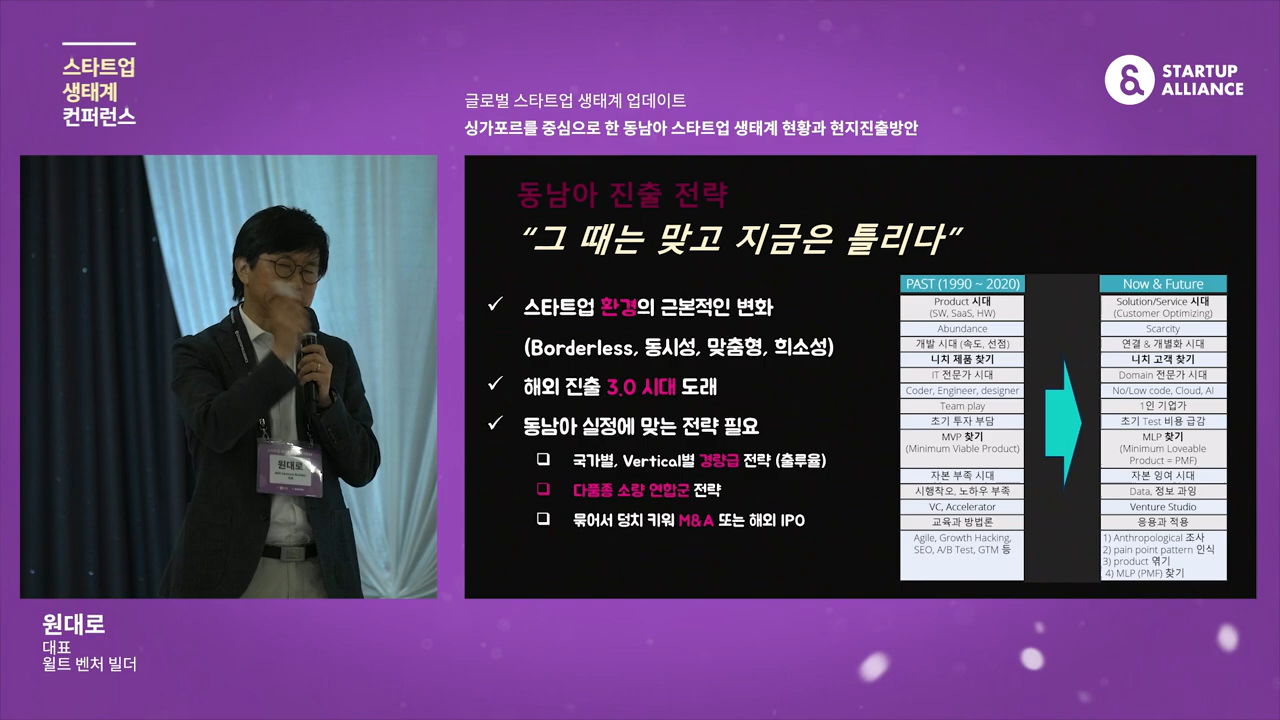 스타트업
생태계
컨퍼런스
글로벌 스타트업 생태계 업데이트
싱가포르를 중심으로 한 동남아 스타트업 생태계 현황과 현지진출방안
STARTUP
ALLIANCE
동남아 진출 전략
“그 때는 맞고 지금은 틀리다”
✓ 스타트업 환경의 근본적인 변화
(Borderless, 동시성, 맞춤형, 희소성)
✓ 해외 진출 3.0 시대 도래
✓ 동남아 실정에 맞는 전략 필요
❑ 국가별, Vertical별 경량급 전략 (출루율)
❑ 다품종 소량 연합군 전략
❑ 묶어서 덩치 키워 M&A 또는 해외 IPO
PAST (1990 ~ 2020)
Product 시대
(SW, SaaS, HW)
Abundance
개발 시대 (속도, 선점)
니치 제품 찾기
IT 전문가 시대
Coder, Engineer, designer
Team play
초기 투자 부담
MVP 찾기
(Minimum Viable Product)
자본 부족 시대
시행착오, 노하우 부족
VC, Accelerator
교육과 방법론
Agile, Growth Hacking,
SEO, A/B Test, GTM 등
Now & Future
Solution/Service 시대
(Customer Optimizing)
Scarcity
연결 & 개별화 시대
니치 고객 찾기
Domain 전문가 시대
No/Low code, Cloud, AI
1인 기업가
초기 Test 비용 급감
MLP 찾기
(Minimum Loveable
Product = PMF)
자본 잉여 시대
Data, 정보 과잉
Venture Studio
응용과 적용
1) Anthropological 조사
2) pain point pattern 인식
3) product 엮기
4) MLP (PMF) 찾기
원대로
원대로
대표
윌트 벤처 빌더